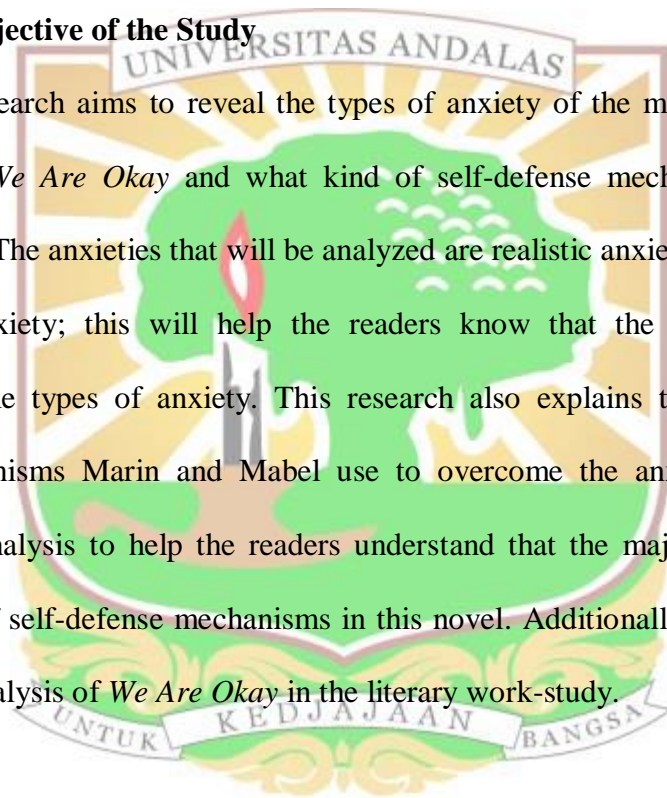 jective of the Study
UNIVERSITAS ANDALAS
earch aims to reveal the types of anxiety of the m
We Are Okay and what kind of self-defense mech
The anxieties that will be analyzed are realistic anxie
xiety; this will help the readers know that the
e types of anxiety. This research also explains t
nisms Marin and Mabel use to overcome the an
nalysis to help the readers understand that the maj
f self-defense mechanisms in this novel. Additionall
alysis of We Are Okay in the literary work-study.
UNTUK KEDJAJAAN BANGSA